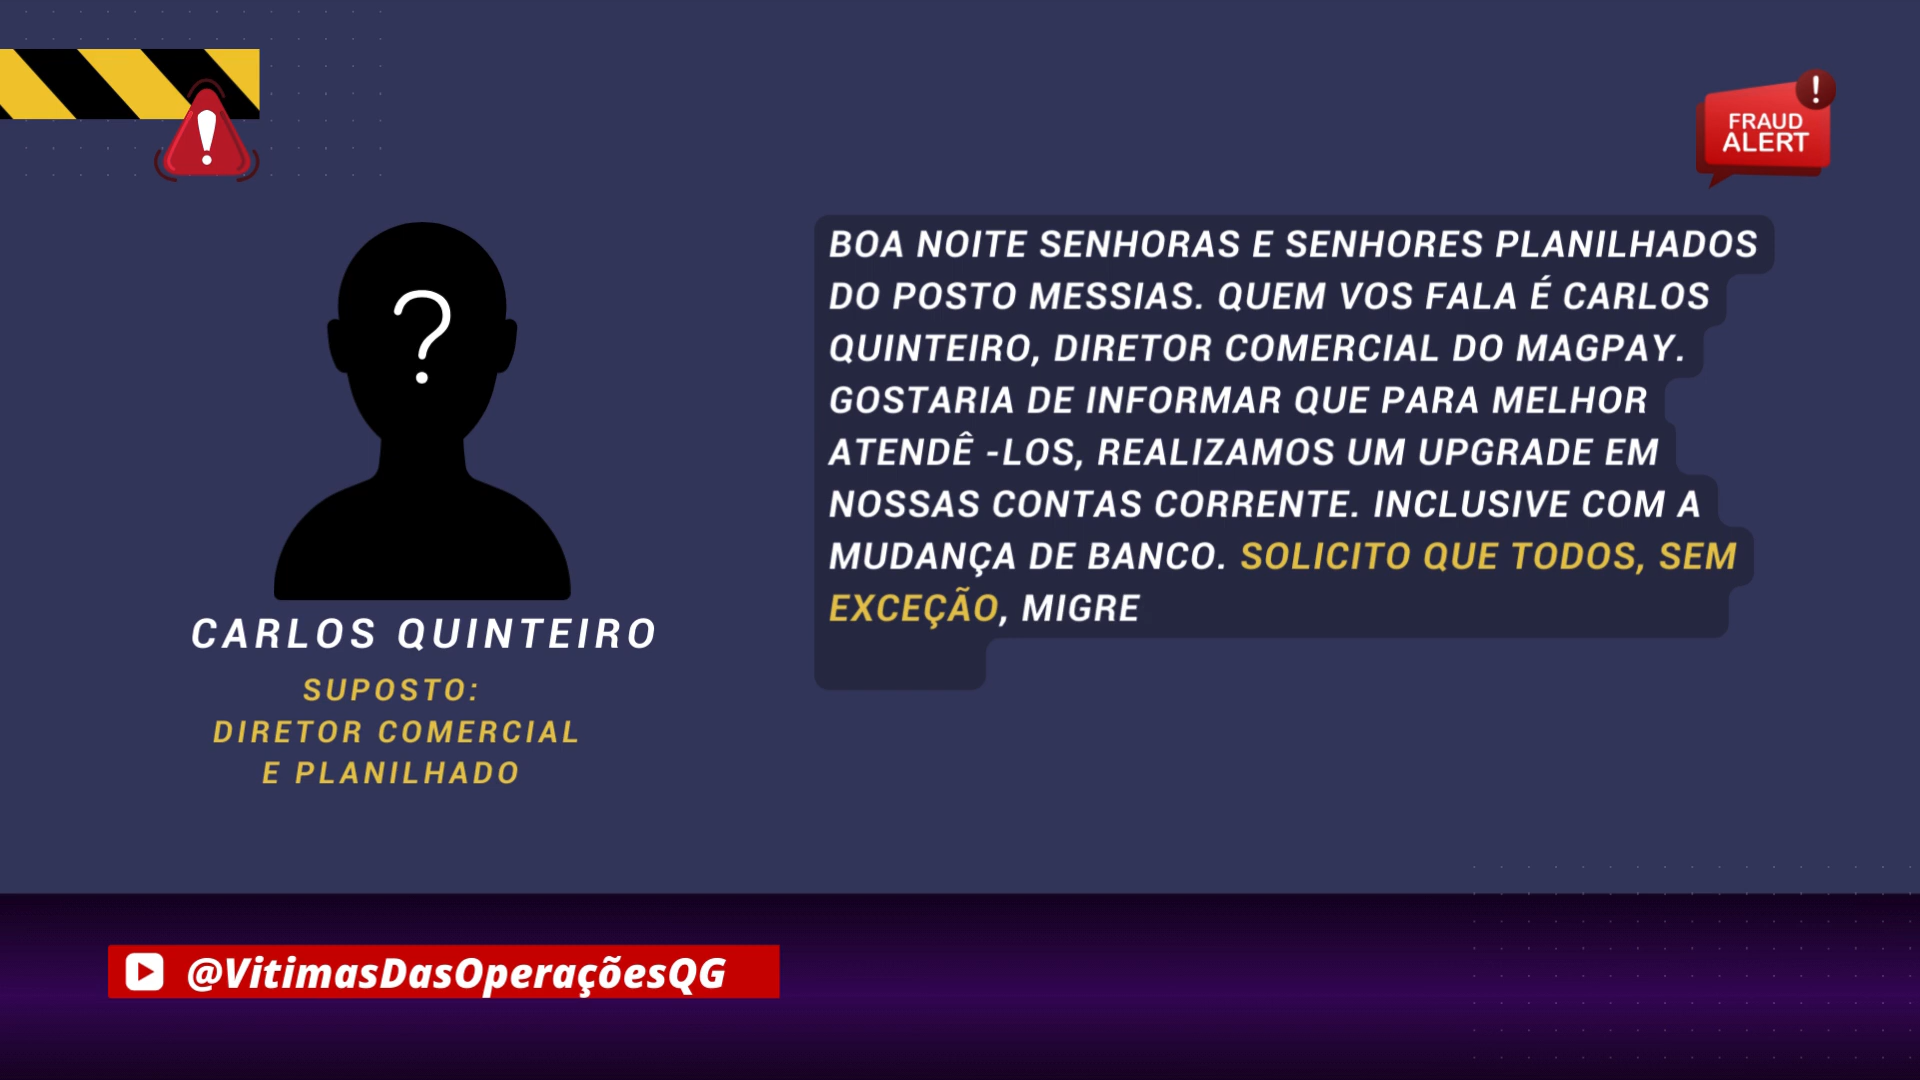 FRAUD
ALERT
BOA NOITE SENHORAS E SENHORES PLANILHADOS
DO POSTO MESSIAS. QUEM VOS FALA É CARLOS
QUINTEIRO, DIRETOR COMERCIAL DO MAGPAY.
GOSTARIA DE INFORMAR QUE PARA MELHOR
ATENDÊ -LOS, REALIZAMOS UM UPGRADE EM
NOSSAS CONTAS CORRENTE. INCLUSIVE COM A
MUDANÇA DE BANCO. SOLICITO QUE TODOS, SEM
EXCEÇÃO, MIGRE
CARLOS QUINTEIRO
SUPOSTO:
DIRETOR COMERCIAL
E PLANILHADO
@VitimasDasOperaçõesQG